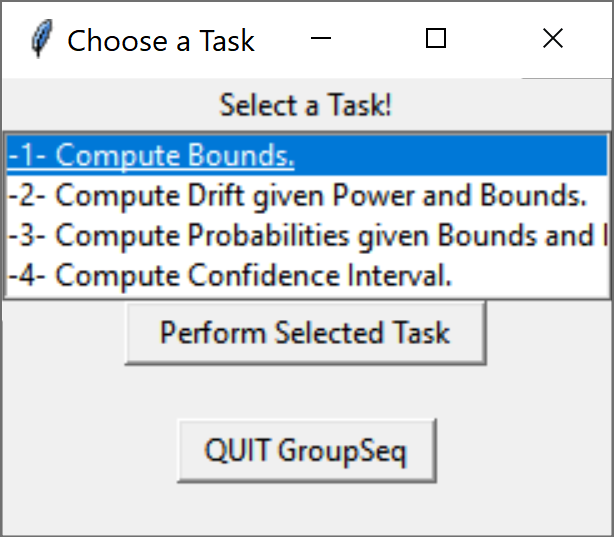 Choose a Task
Select a Task!
-1- Compute Bounds.
-2- Compute Drift given Power and Bounds.
-3- Compute Probabilities given Bounds and
-4- Compute Confidence Interval.
Perform Selected Task
QUIT GroupSeq